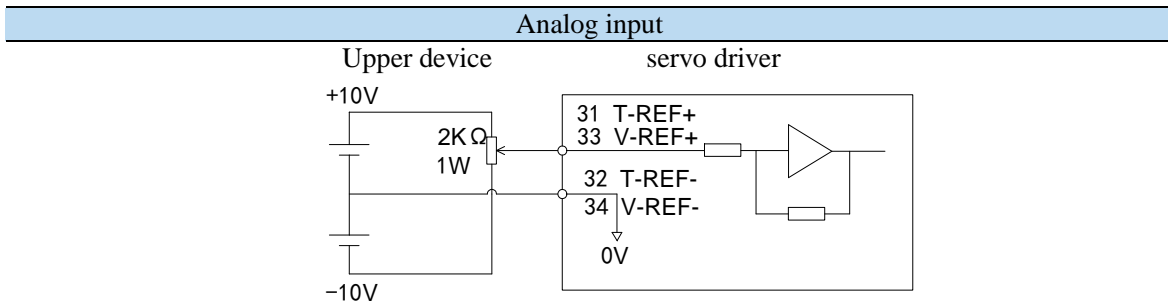 Analog input
Upper device servo driver
+10V
31 T-REF+
2KΩ 33 V-REF+
1W
32 T-REF-
34 V-REF-
0V
−10V